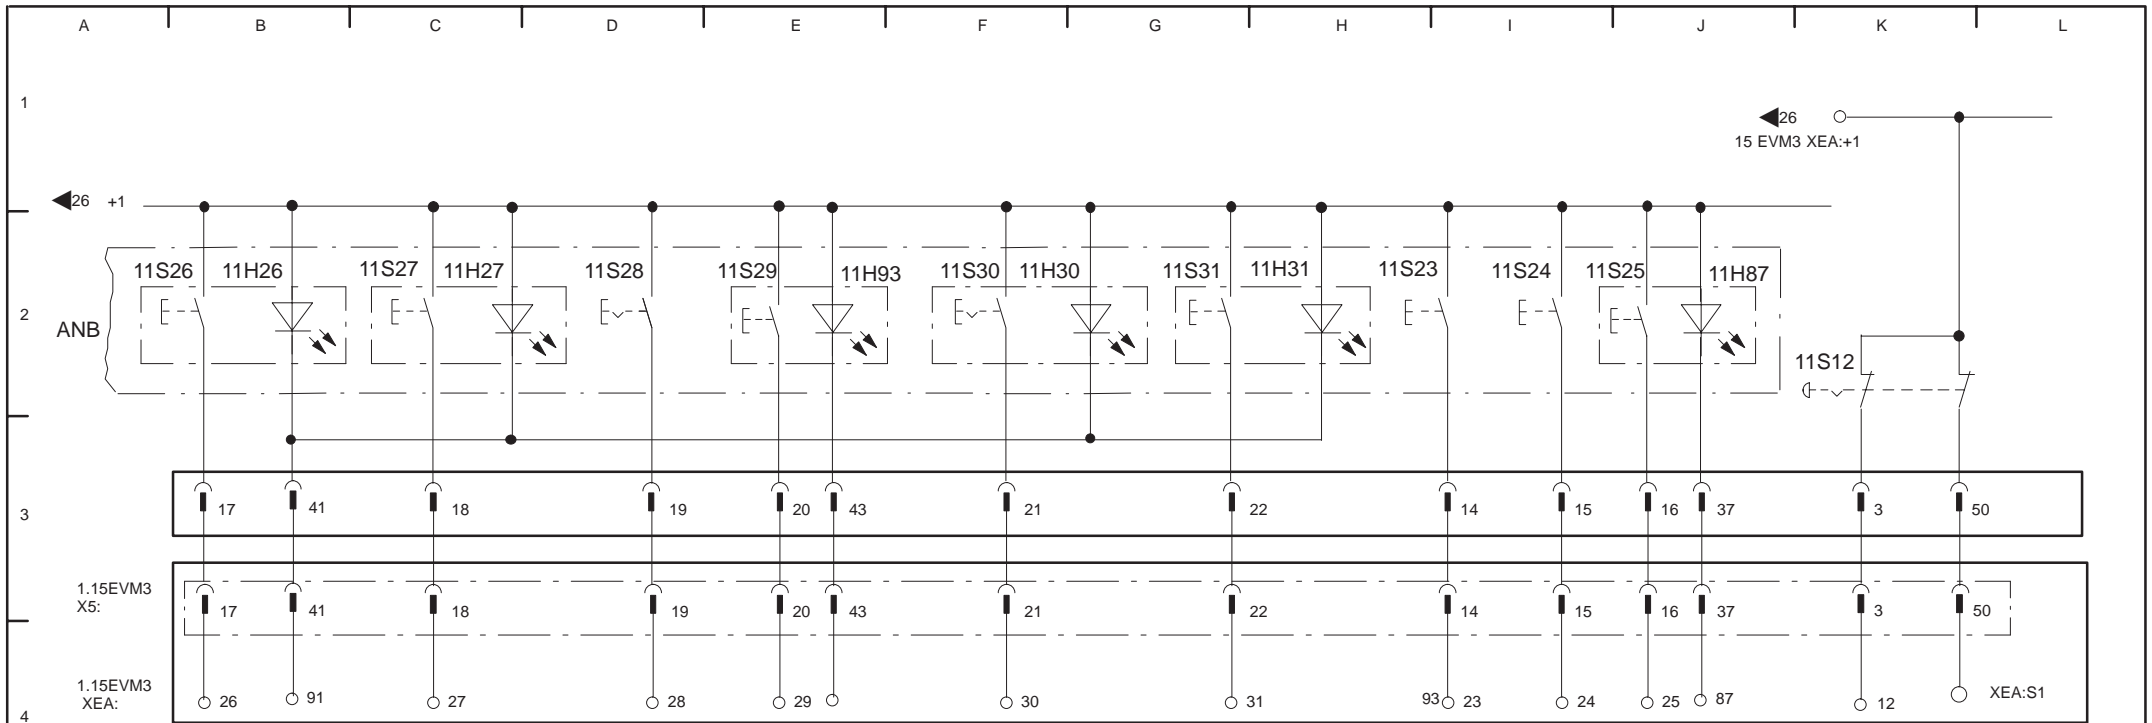 A B C D E F G H I J K L
1
26
15 EVM3 XEA:+1
26 +1
11S26 11H26 11S27 11H27 11S28 11S29 11H93 11S30 11H30 11S31 11H31 11S23 11S24 11S25 11H87
2
ANB
11S12
3
17 41 18 19 20 43 21 22 14 15 16 37 3 50
1.15EVM3
X5:
17 41 18 19 20 43 21 22 14 15 16 37 3 50
1.15EVM3
XEA:
26 91 27 28 29 30 31 93 23 24 25 87 12 XEA:S1
4